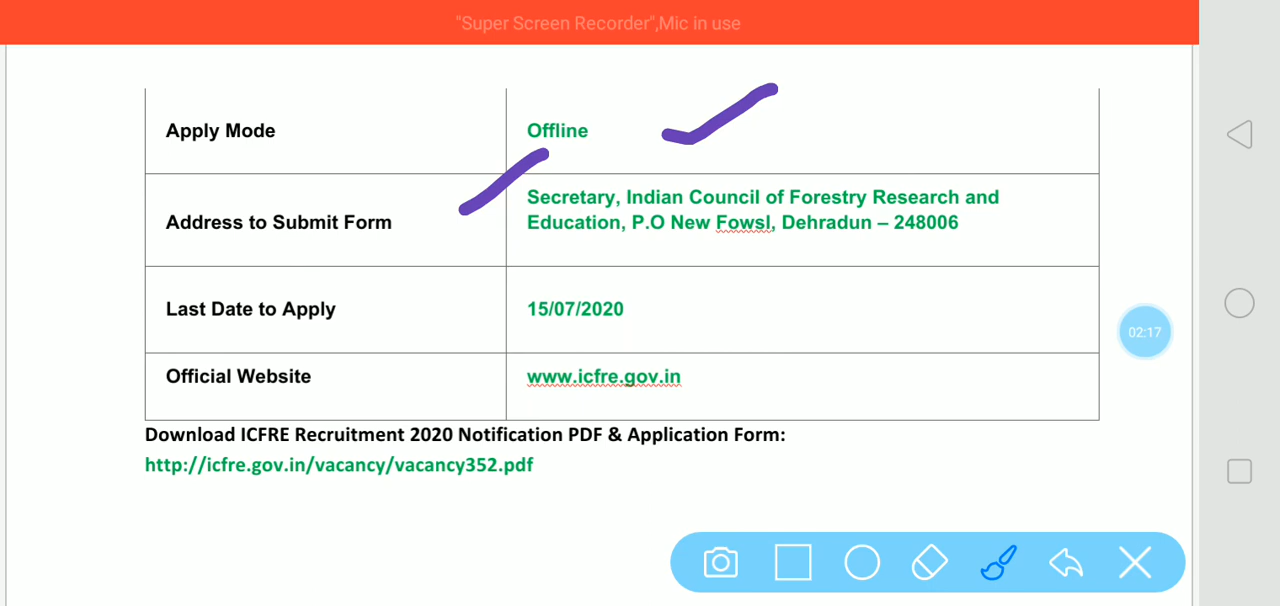 "Super Screen Recorder",Mic in use
Apply Mode
Offline
Address to Submit Form
Secretary, Indian Council of Forestry Research and
Education, P.O New Fowsl, Dehradun – 248006
Last Date to Apply
15/07/2020
02:17
Official Website
www.icfre.gov.in
Download ICFRE Recruitment 2020 Notification PDF & Application Form:
http://icfre.gov.in/vacancy/vacancy352.pdf